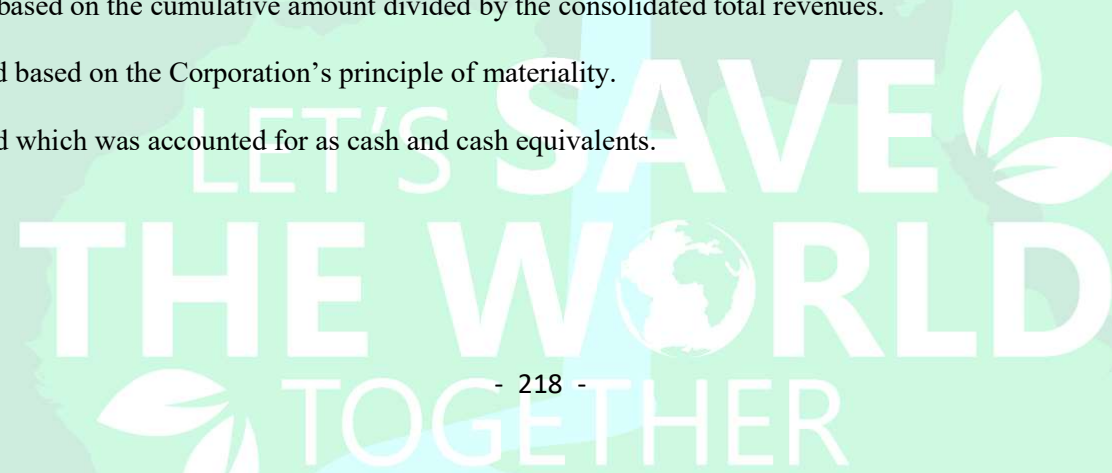 based on the cumulative amount divided by the consolidated total revenues.
d based on the Corporation's principle of materiality.
d which was accounted for as cash and cash equivalents.
LET'S SAVE
THE WORLD
- 218 -
TOGETHER